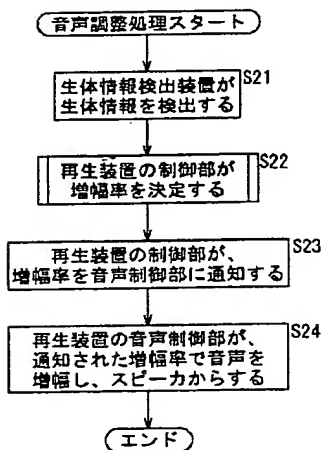 音声調整処理スタート
S21
生体情報検出装置が
生体情報を検出する
S22
再生装置の制御部が
増幅率を決定する
S23
再生装置の制御部が、
増幅率を音声制御部に通知する
S24
再生装置の音声制御部が、
通知された増幅率で音声を
増幅し、スピーカからする
エンド